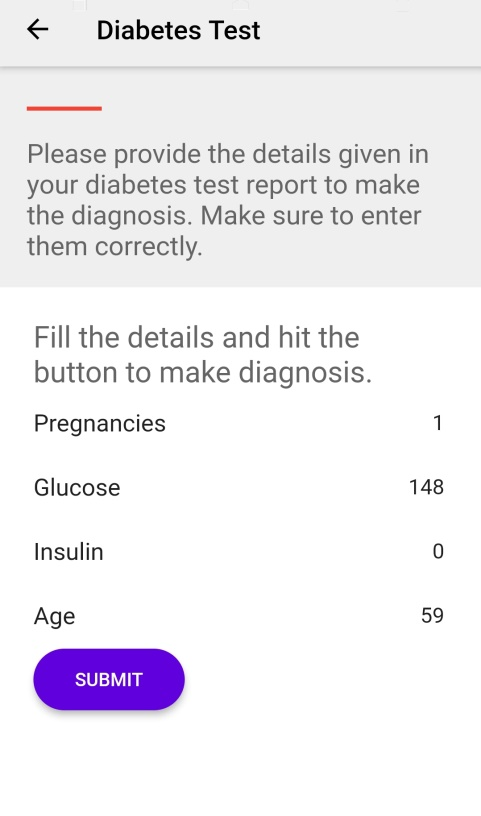 Diabetes Test
Please provide the details given in
your diabetes test report to make
the diagnosis. Make sure to enter
them correctly.
Fill the details and hit the
button to make diagnosis.
Pregnancies 1
Glucose 148
Insulin 0
Age 59
SUBMIT